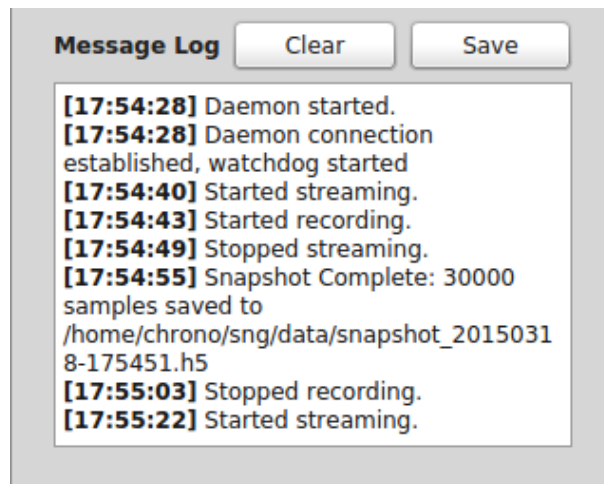 Message Log Clear Save
[17:54:28] Daemon started.
[17:54:28] Daemon connection
established, watchdog started
[17:54:40] Started streaming.
[17:54:43] Started recording.
[17:54:49] Stopped streaming.
[17:54:55] Snapshot Complete: 30000
samples saved to
/home/chrono/sng/data/snapshot_2015031
8-175451.h5
[17:55:03] Stopped recording.
[17:55:22] Started streaming.